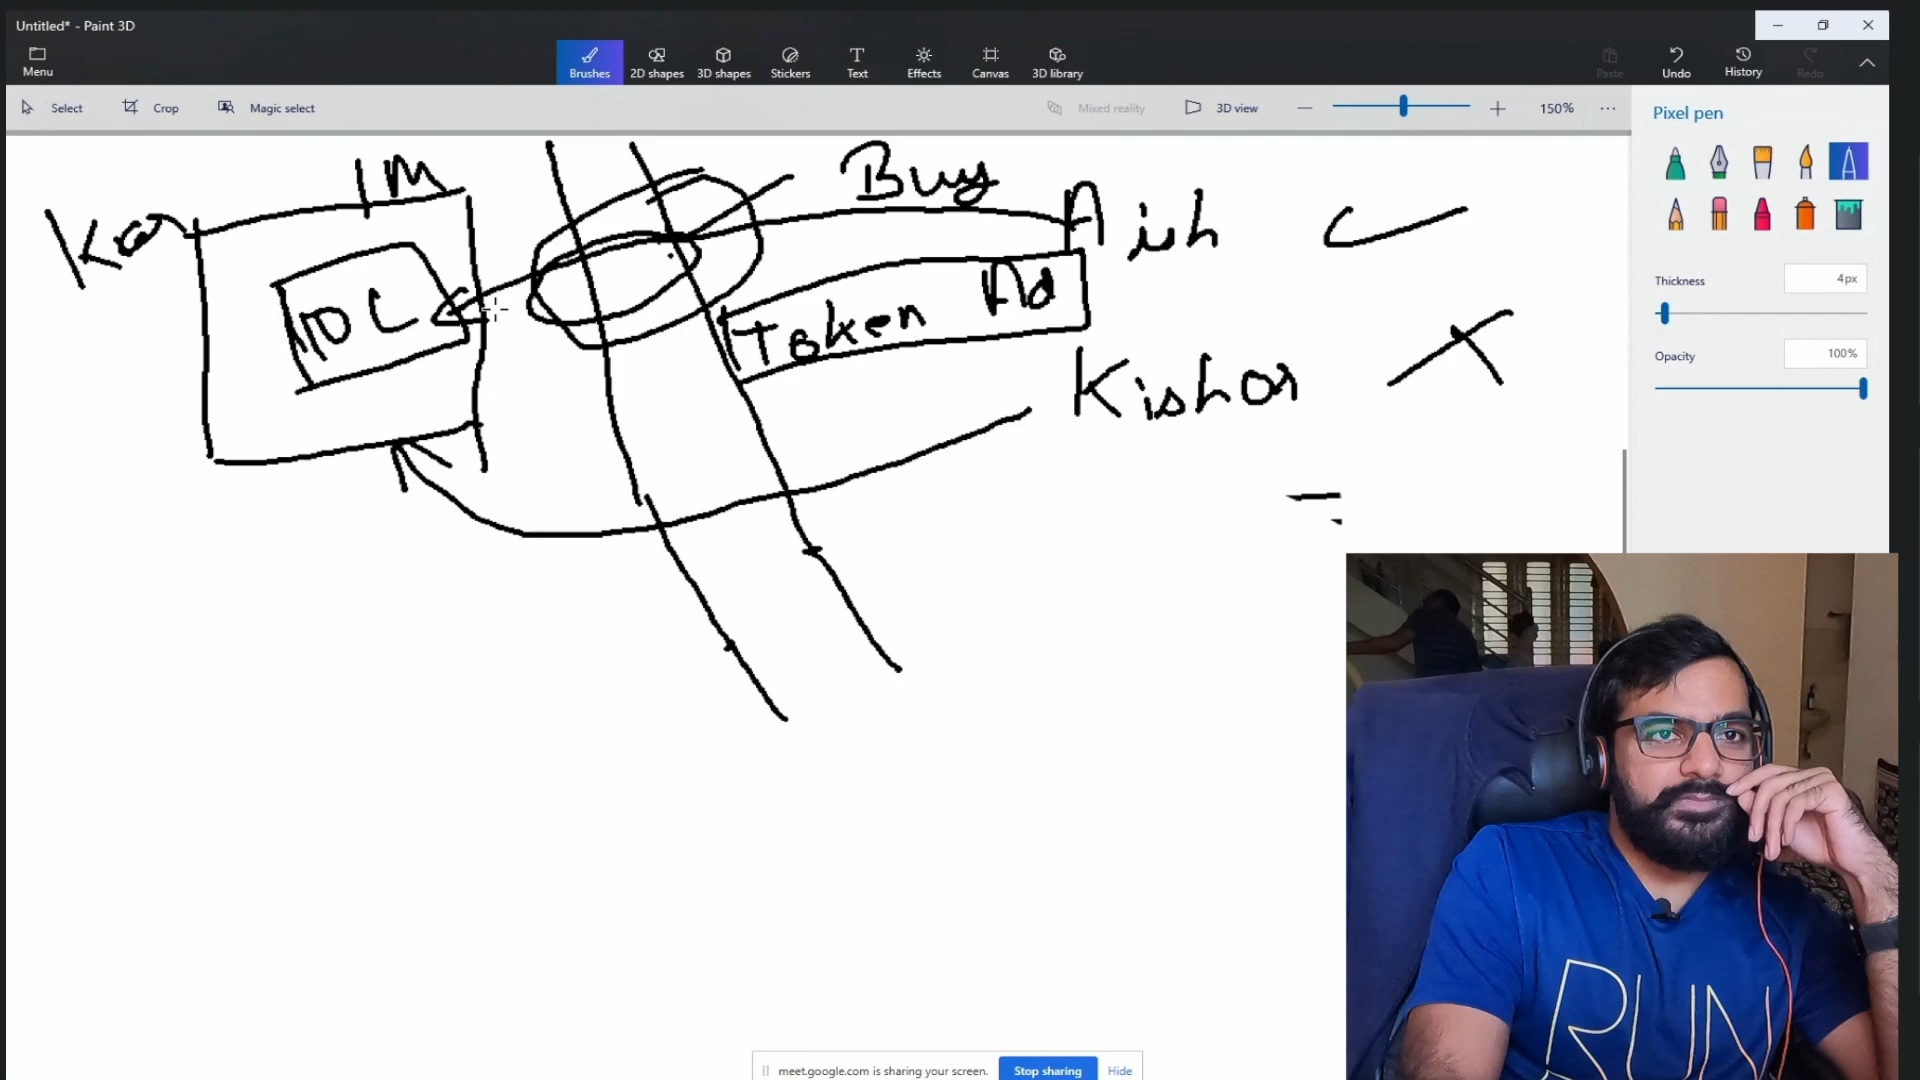 Untitled* - Paint 3D
Menu
Brushes
2D shapes
3D shapes
Stickers
Text
Effects
Canvas
3D library
Paste
Undo
History
Redo
Select
Crop
Magic select
Mixed reality
3D view
150%
Pixel pen
Thickness
4px
Opacity
100%
1M
Buy
Token Ad
Kishor
RUN
meet.google.com is sharing your screen.
Stop sharing
Hide